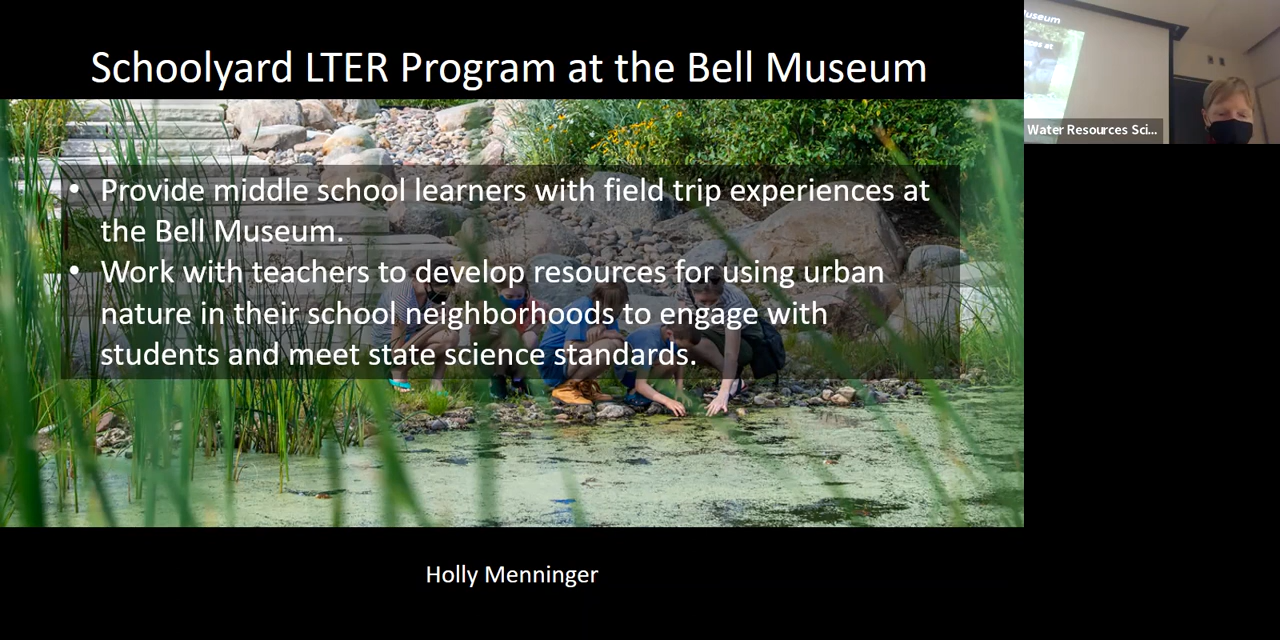 Schoolyard LTER Program at the Bell Museum
• Provide middle school learners with field trip experiences at
the Bell Museum.
• Work with teachers to develop resources for using urban
nature in their school neighborhoods to engage with
students and meet state science standards.
Holly Menninger
Museum
Water Resources Sci...